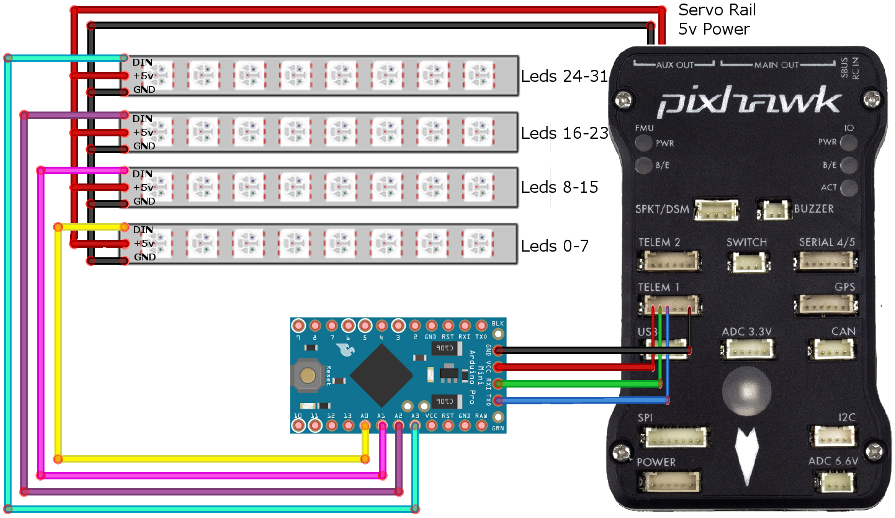 Servo Rail
5v Power
DIN
+5v
GND
Leds 24-31
DIN
+5v
GND
Leds 16-23
DIN
+5v
GND
Leds 8-15
DIN
+5v
GND
Leds 0-7
AUX OUT
MAIN OUT
SBUS
RC IN
pixhawk
FMU
PWR
B/E
IO
PWR
B/E
ACT
SPKT/DSM
BUZZER
TELEM 2
SWITCH
SERIAL 4/5
TELEM 1
GPS
USB
ADC 3.3V
CAN
SPI
I2C
POWER
ADC 6.6V
9 8 7 6 5 4 3 2 GND RST RXI TXO
BLK
GND
VCC
RXI
TXO
GRN
Arduino Pro
Mini
Reset
10 11 12 13 A0 A1 A2 A3 VCC RST GND RAW